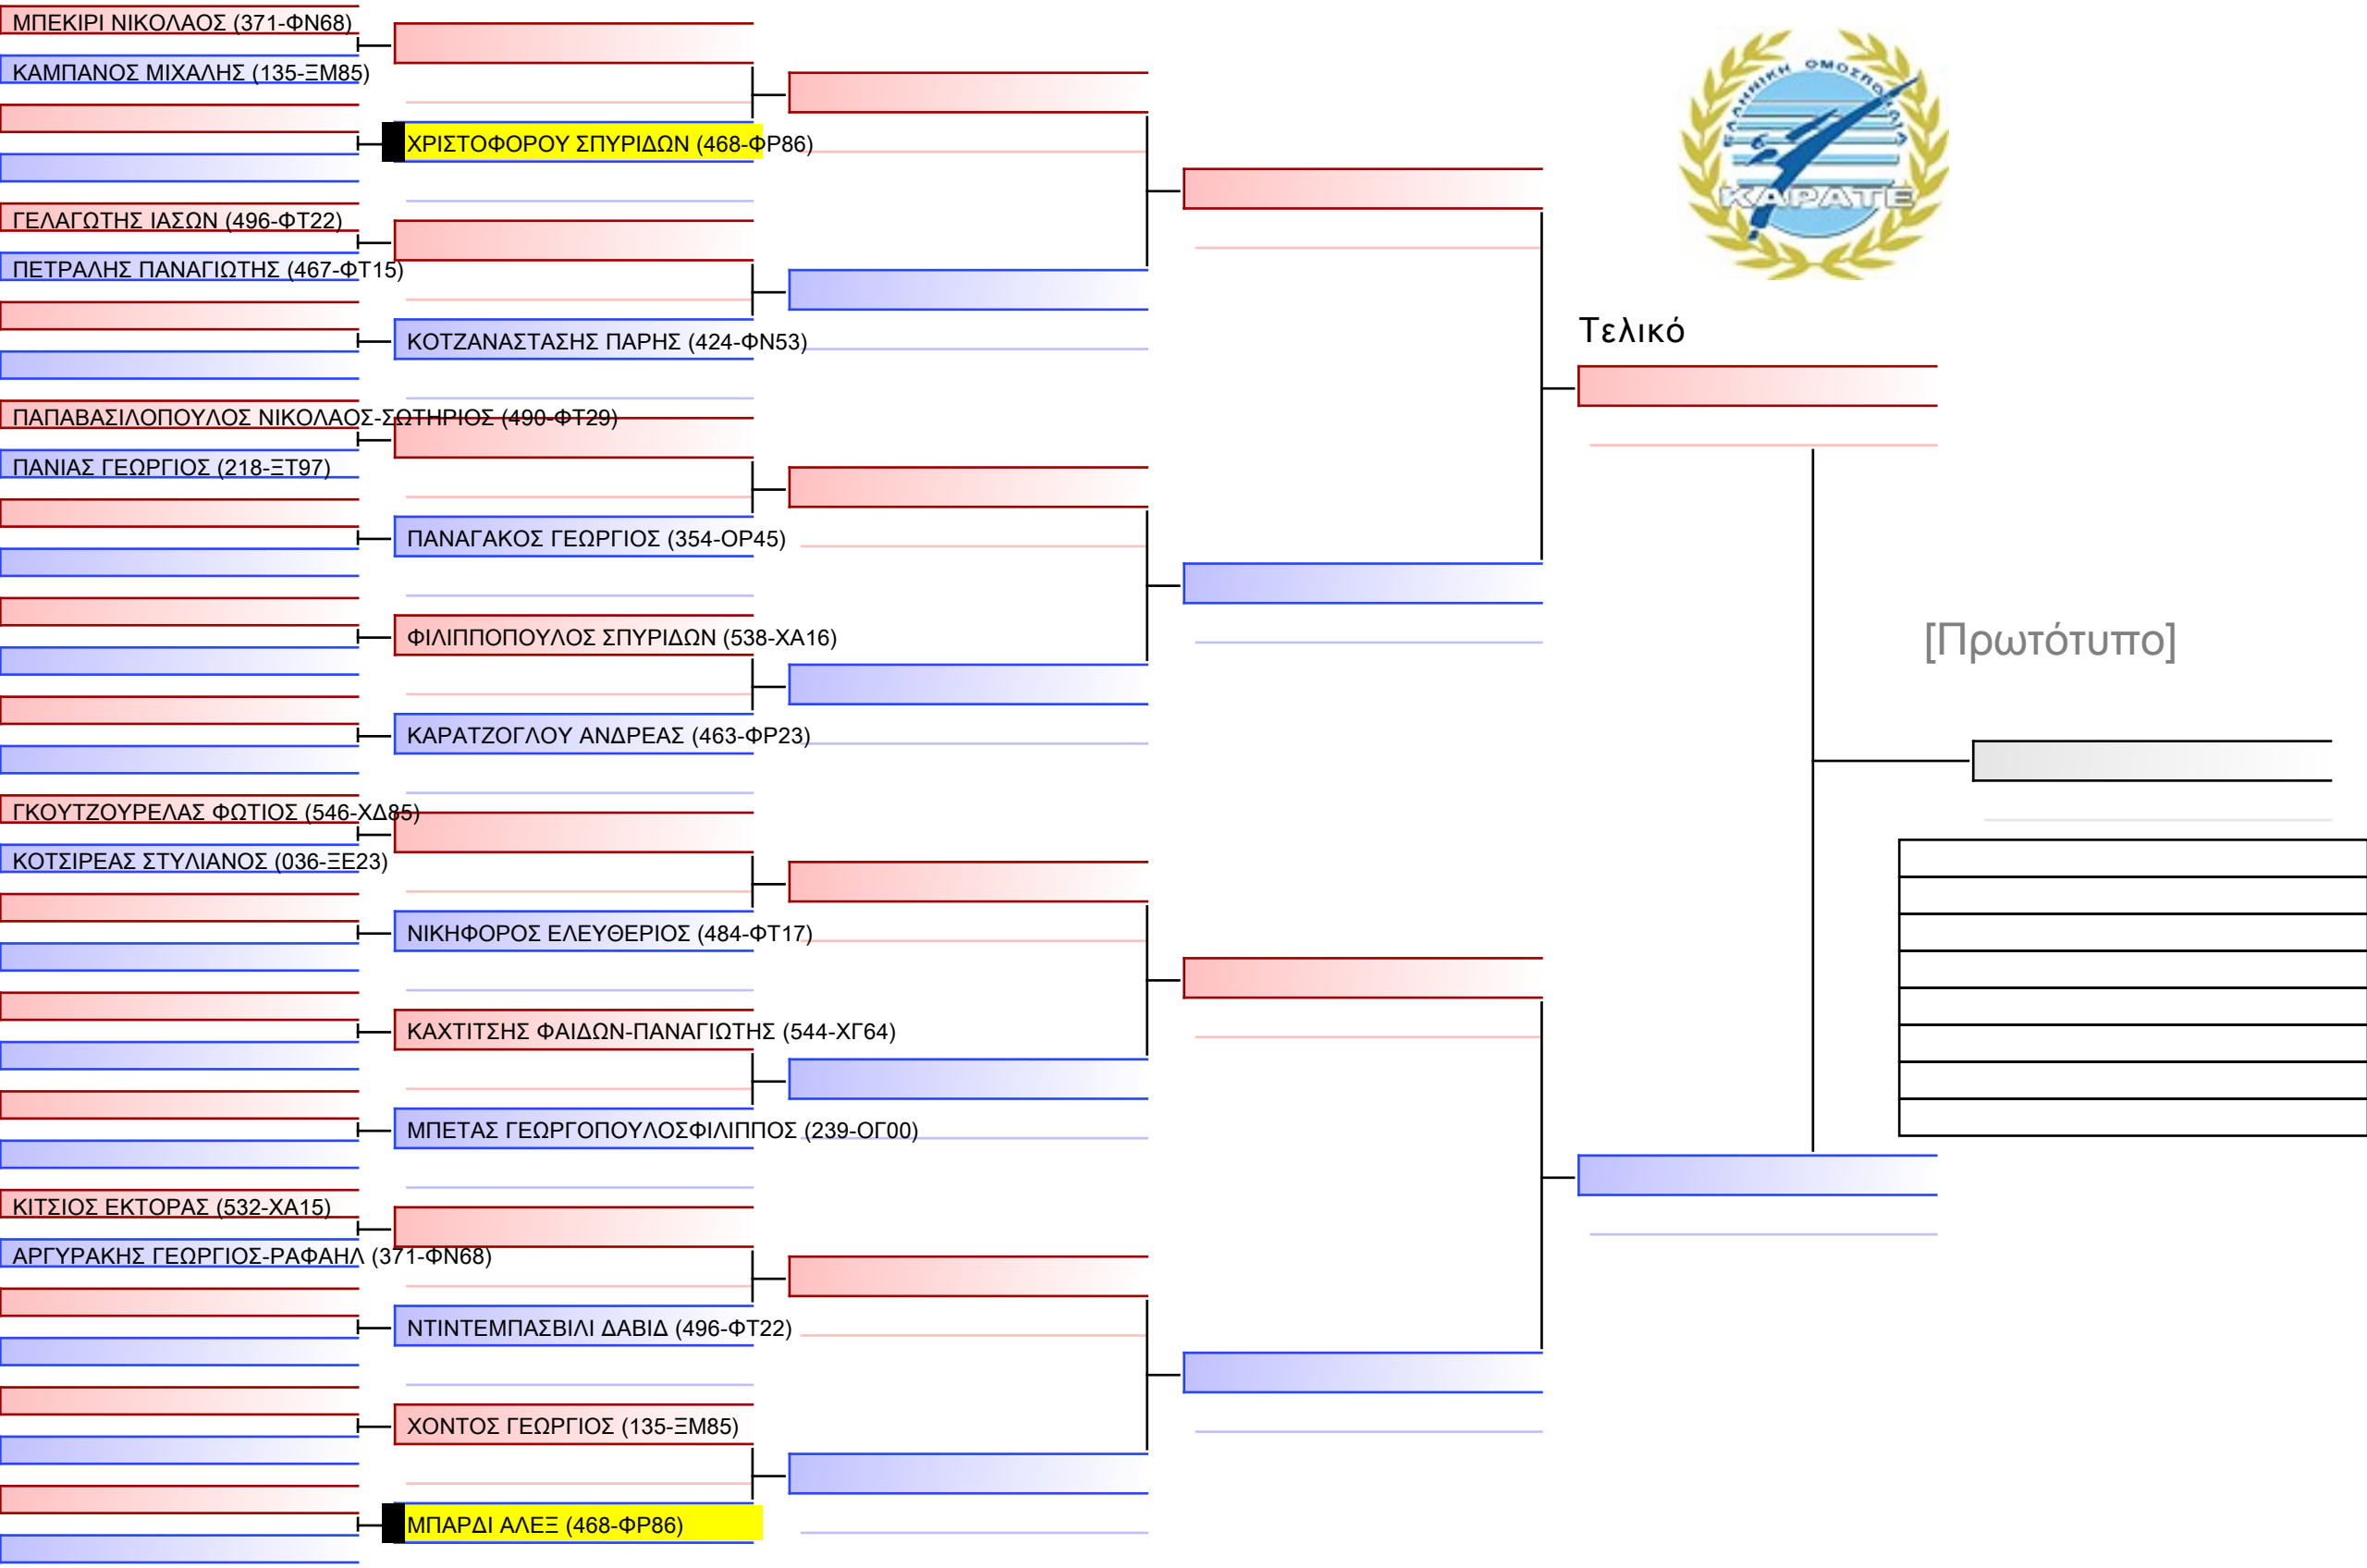 ΜΠΕΚΙΡΙ ΝΙΚΟΛΑΟΣ (371-ΦΝ68)
ΚΑΜΠΑΝΟΣ ΜΙΧΑΛΗΣ (135-ΞΜ85)
ΧΡΙΣΤΟΦΟΡΟΥ ΣΠΥΡΙΔΩΝ (468-ΦΡ86)
ΓΕΛΑΓΩΤΗΣ ΙΑΣΩΝ (496-ΦΤ22)
ΠΕΤΡΑΛΗΣ ΠΑΝΑΓΙΩΤΗΣ (467-ΦΤ15)
ΚΟΤΖΑΝΑΣΤΑΣΗΣ ΠΑΡΗΣ (424-ΦΝ53)
ΠΑΠΑΒΑΣΙΛΟΠΟΥΛΟΣ ΝΙΚΟΛΑΟΣ-ΣΩΤΗΡΙΟΣ (490-ΦΤ29)
ΠΑΝΙΑΣ ΓΕΩΡΓΙΟΣ (218-ΞΤ97)
ΠΑΝΑΓΑΚΟΣ ΓΕΩΡΓΙΟΣ (354-ΟΡ45)
ΦΙΛΙΠΠΟΠΟΥΛΟΣ ΣΠΥΡΙΔΩΝ (538-ΧΑ16)
ΚΑΡΑΤΖΟΓΛΟΥ ΑΝΔΡΕΑΣ (463-ΦΡ23)
ΓΚΟΥΤΖΟΥΡΕΛΑΣ ΦΩΤΙΟΣ (546-ΧΔ85)
ΚΟΤΣΙΡΕΑΣ ΣΤΥΛΙΑΝΟΣ (036-ΞΕ23)
ΝΙΚΗΦΟΡΟΣ ΕΛΕΥΘΕΡΙΟΣ (484-ΦΤ17)
ΚΑΧΤΙΤΣΗΣ ΦΑΙΔΩΝ-ΠΑΝΑΓΙΩΤΗΣ (544-ΧΓ64)
ΜΠΕΤΑΣ ΓΕΩΡΓΟΠΟΥΛΟΣΦΙΛΙΠΠΟΣ (239-ΟΓ00)
ΚΙΤΣΙΟΣ ΕΚΤΟΡΑΣ (532-ΧΑ15)
ΑΡΓΥΡΑΚΗΣ ΓΕΩΡΓΙΟΣ-ΡΑΦΑΗΛ (371-ΦΝ68)
ΝΤΙΝΤΕΜΠΑΣΒΙΛΙ ΔΑΒΙΔ (496-ΦΤ22)
ΧΟΝΤΟΣ ΓΕΩΡΓΙΟΣ (135-ΞΜ85)
ΜΠΑΡΔΙ ΑΛΕΞ (468-ΦΡ86)
ΕΛΛΗΝΙΚΗ ΟΜΟΣΠΟΝΔΙΑ
ΚΑΡΑΤΕ
Τελικό
[Πρωτότυπο]